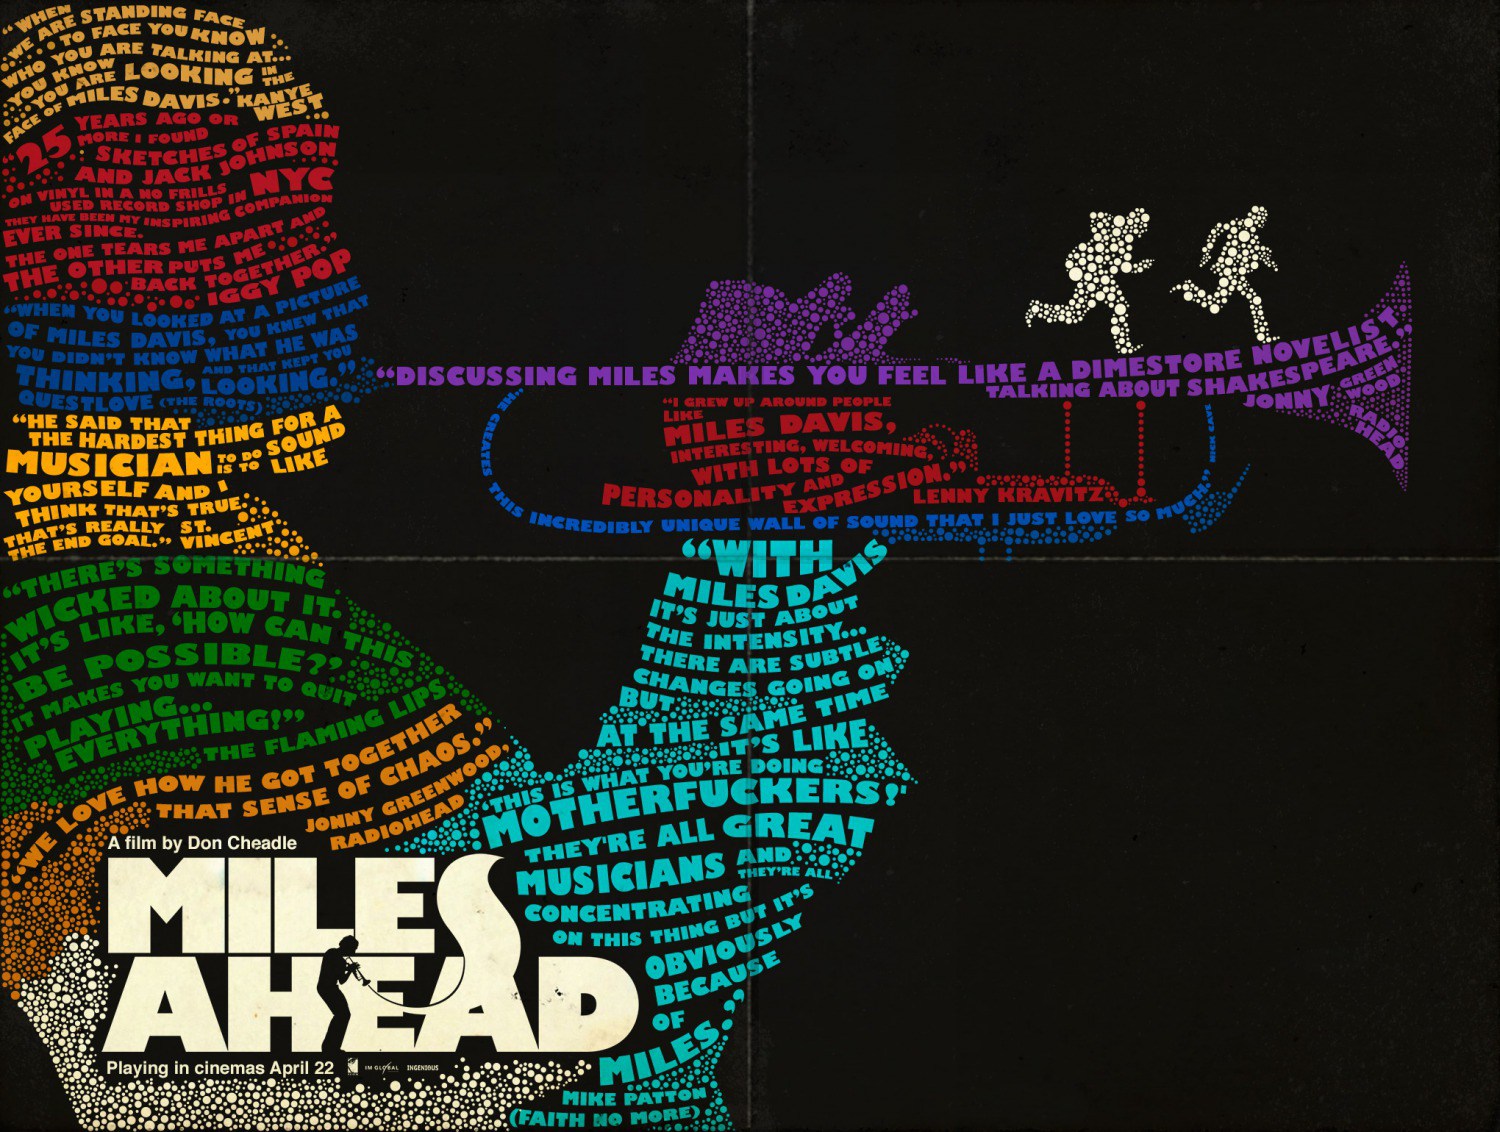 “WHEN
WE ARE STANDING FACE
TO FACE YOU KNOW
WHO YOU ARE TALKING AT...
YOU KNOW
YOU ARE LOOKING IN THE
FACE OF MILES DAVIS.” KANYE
WEST
“25 YEARS AGO OR
MORE I FOUND
SKETCHES OF SPAIN
AND JACK JOHNSON
ON VINYL IN A NO FRILLS
USED RECORD SHOP IN NYC
THEY HAVE BEEN MY INSPIRING COMPANION
EVER SINCE.
THE ONE TEARS ME APART AND
THE OTHER PUTS ME
BACK TOGETHER.”
IGGY POP
“WHEN YOU LOOKED AT A PICTURE
OF MILES DAVIS, YOU KNEW THAT
YOU DIDN'T KNOW WHAT HE WAS
THINKING, AND THAT KEPT YOU
LOOKING.”
QUESTLOVE (THE ROOTS)
“HE SAID THAT
THE HARDEST THING FOR A
MUSICIAN TO DO IS TO SOUND
LIKE
YOURSELF AND I
THINK THAT'S TRUE.
THAT'S REALLY
THE END GOAL.” ST. VINCENT
“THERE'S SOMETHING
WICKED ABOUT IT.
IT'S LIKE, ‘HOW CAN THIS
BE POSSIBLE?’
IT MAKES YOU WANT TO QUIT
PLAYING...
EVERYTHING!’”
THE FLAMING LIPS
“WE LOVE HOW HE GOT TOGETHER
THAT SENSE OF CHAOS.”
JONNY GREENWOOD,
RADIOHEAD
“DISCUSSING MILES MAKES YOU FEEL LIKE A DIMESTORE NOVELIST
TALKING ABOUT SHAKESPEARE.”
JONNY GREENWOOD
RADIOHEAD
“I GREW UP AROUND PEOPLE
LIKE
MILES DAVIS,
INTERESTING, WELCOMING,
WITH LOTS OF
PERSONALITY AND
EXPRESSION.”
LENNY KRAVITZ
“HE CREATES THIS INCREDIBLY UNIQUE WALL OF SOUND THAT I JUST LOVE SO MUCH.”
NICK CAVE
“WITH
MILES DAVIS
IT'S JUST ABOUT
THE INTENSITY...
THERE ARE SUBTLE
CHANGES GOING ON
BUT
AT THE SAME TIME
IT'S LIKE
‘THIS IS WHAT YOU'RE DOING
MOTHERFUCKERS!’
THEY'RE ALL GREAT
MUSICIANS AND
THEY'RE ALL
CONCENTRATING
ON THIS THING BUT IT'S
OBVIOUSLY
BECAUSE
OF
MILES.”
MIKE PATTON
(FAITH NO MORE)
A film by Don Cheadle
MILES
AHEAD
Playing in cinemas April 22
IM GLOBAL
INGENIOUS